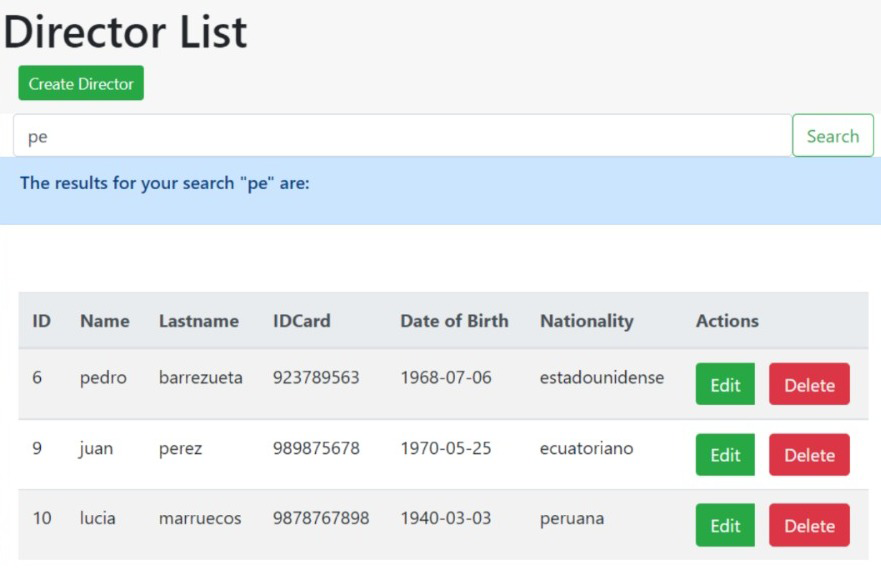 Director List
Create Director
pe Search
The results for your search "pe" are:
ID Name Lastname IDCard Date of Birth Nationality Actions
6 pedro barrezueta 923789563 1968-07-06 estadounidense Edit Delete
9 juan perez 989875678 1970-05-25 ecuatoriano Edit Delete
10 lucia marruecos 9878767898 1940-03-03 peruana Edit Delete